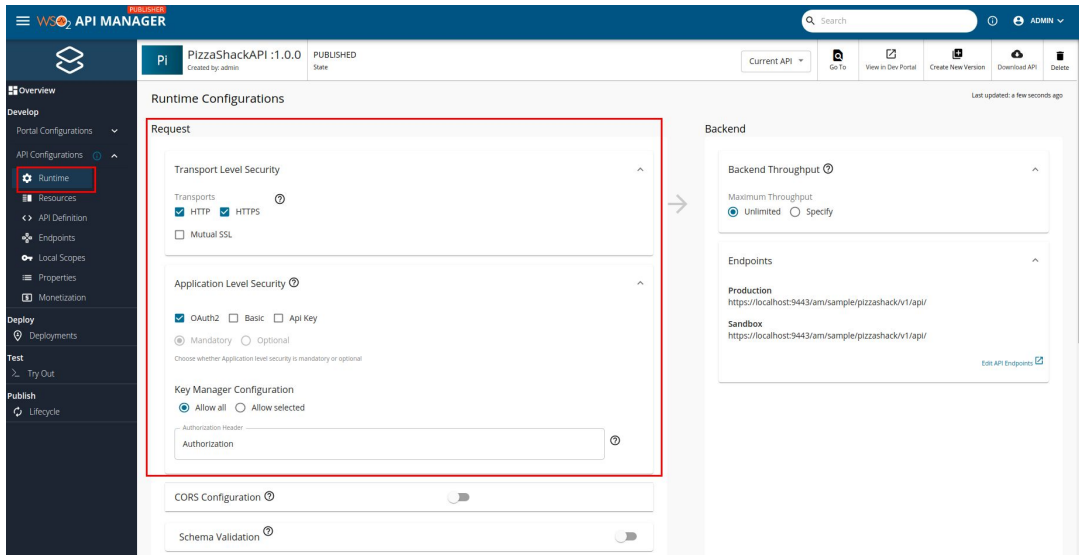 PUBLISHER
WSO2 API MANAGER
Search
ADMIN
Pi
PizzaShackAPI :1.0.0
Created by: admin
PUBLISHED
State
Current API
Go To
View in Dev Portal
Create New Version
Download API
Delete
Overview
Develop
Portal Configurations
API Configurations
Runtime
Resources
API Definition
Endpoints
Local Scopes
Properties
Monetization
Deploy
Deployments
Test
Try Out
Publish
Lifecycle
Runtime Configurations
Last updated: a few seconds ago
Request
Transport Level Security
Transports
HTTP HTTPS
Mutual SSL
Application Level Security
OAuth2 Basic Api Key
Mandatory Optional
Choose whether Application level security is mandatory or optional
Key Manager Configuration
Allow all Allow selected
Authorization Header
Authorization
CORS Configuration
Schema Validation
Backend
Backend Throughput
Maximum Throughput
Unlimited Specify
Endpoints
Production
https://localhost:9443/am/sample/pizzashack/v1/api/
Sandbox
https://localhost:9443/am/sample/pizzashack/v1/api/
Edit API Endpoints